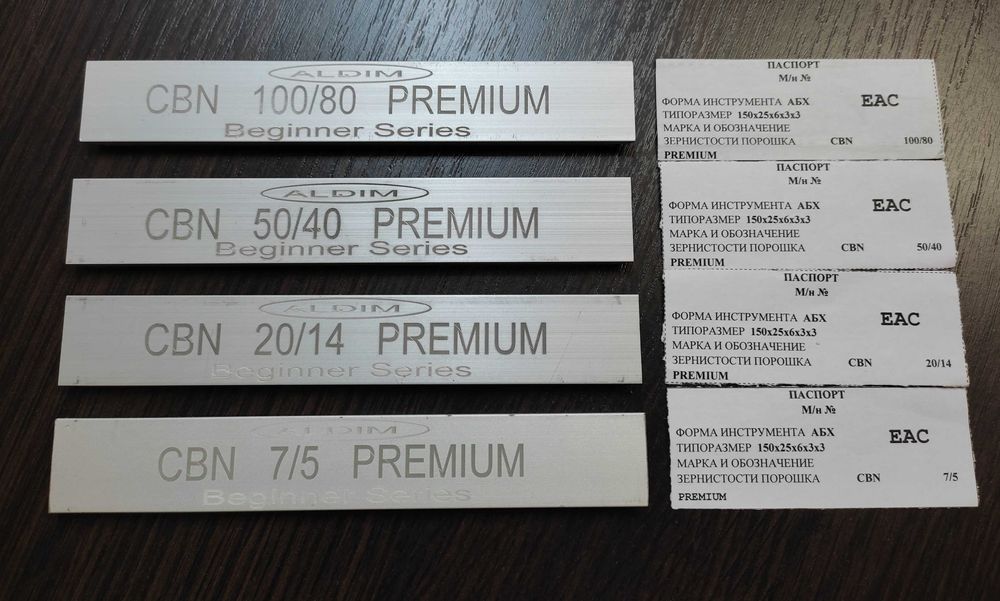 ALDIM
CBN 100/80 PREMIUM
Beginner Series
ALDIM
CBN 50/40 PREMIUM
Beginner Series
ALDIM
CBN 20/14 PREMIUM
Beginner Series
ALDIM
CBN 7/5 PREMIUM
Beginner Series
ПАСПОРТ
М/н №
ФОРМА ИНСТРУМЕНТА АБХ EAC
ТИПОРАЗМЕР 150х25х6х3х3
МАРКА И ОБОЗНАЧЕНИЕ
ЗЕРНИСТОСТИ ПОРОШКА CBN 100/80
PREMIUM
ПАСПОРТ
М/н №
ФОРМА ИНСТРУМЕНТА АБХ EAC
ТИПОРАЗМЕР 150х25х6х3х3
МАРКА И ОБОЗНАЧЕНИЕ
ЗЕРНИСТОСТИ ПОРОШКА CBN 50/40
PREMIUM
ПАСПОРТ
М/н №
ФОРМА ИНСТРУМЕНТА АБХ EAC
ТИПОРАЗМЕР 150х25х6х3х3
МАРКА И ОБОЗНАЧЕНИЕ
ЗЕРНИСТОСТИ ПОРОШКА CBN 20/14
PREMIUM
ПАСПОРТ
М/н №
ФОРМА ИНСТРУМЕНТА АБХ EAC
ТИПОРАЗМЕР 150х25х6х3х3
МАРКА И ОБОЗНАЧЕНИЕ
ЗЕРНИСТОСТИ ПОРОШКА CBN 7/5
PREMIUM